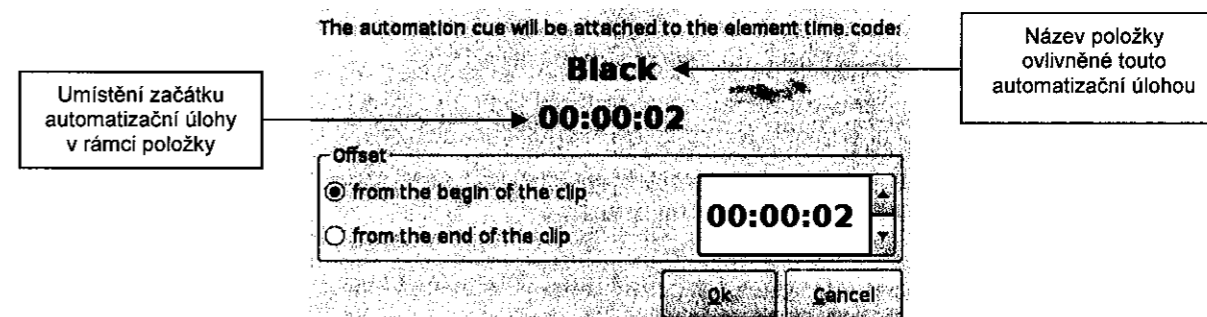 The automation cue will be attached to the element time code:
Black
00:00:02
Název položky
ovlivněné touto
automatizační úlohou
Umístění začátku
automatizační úlohy
v rámci položky
Offset
from the begin of the clip
from the end of the clip
00:00:02
Ok
Cancel